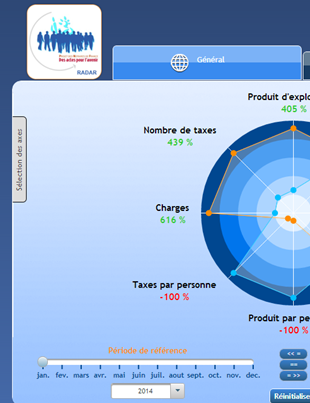 Des actes pour l'avenir
RADAR
Général
Produit d'explo
405 %
Nombre de taxes
439 %
Sélection des axes
Charges
616 %
Taxes par personne
-100 %
Produit par pe
-100 %
Période de référence
jan. fev. mars avr. mai juin juil. aout sept. oct. nov. dec.
<< =
==
= >>
2014
Réinitialise